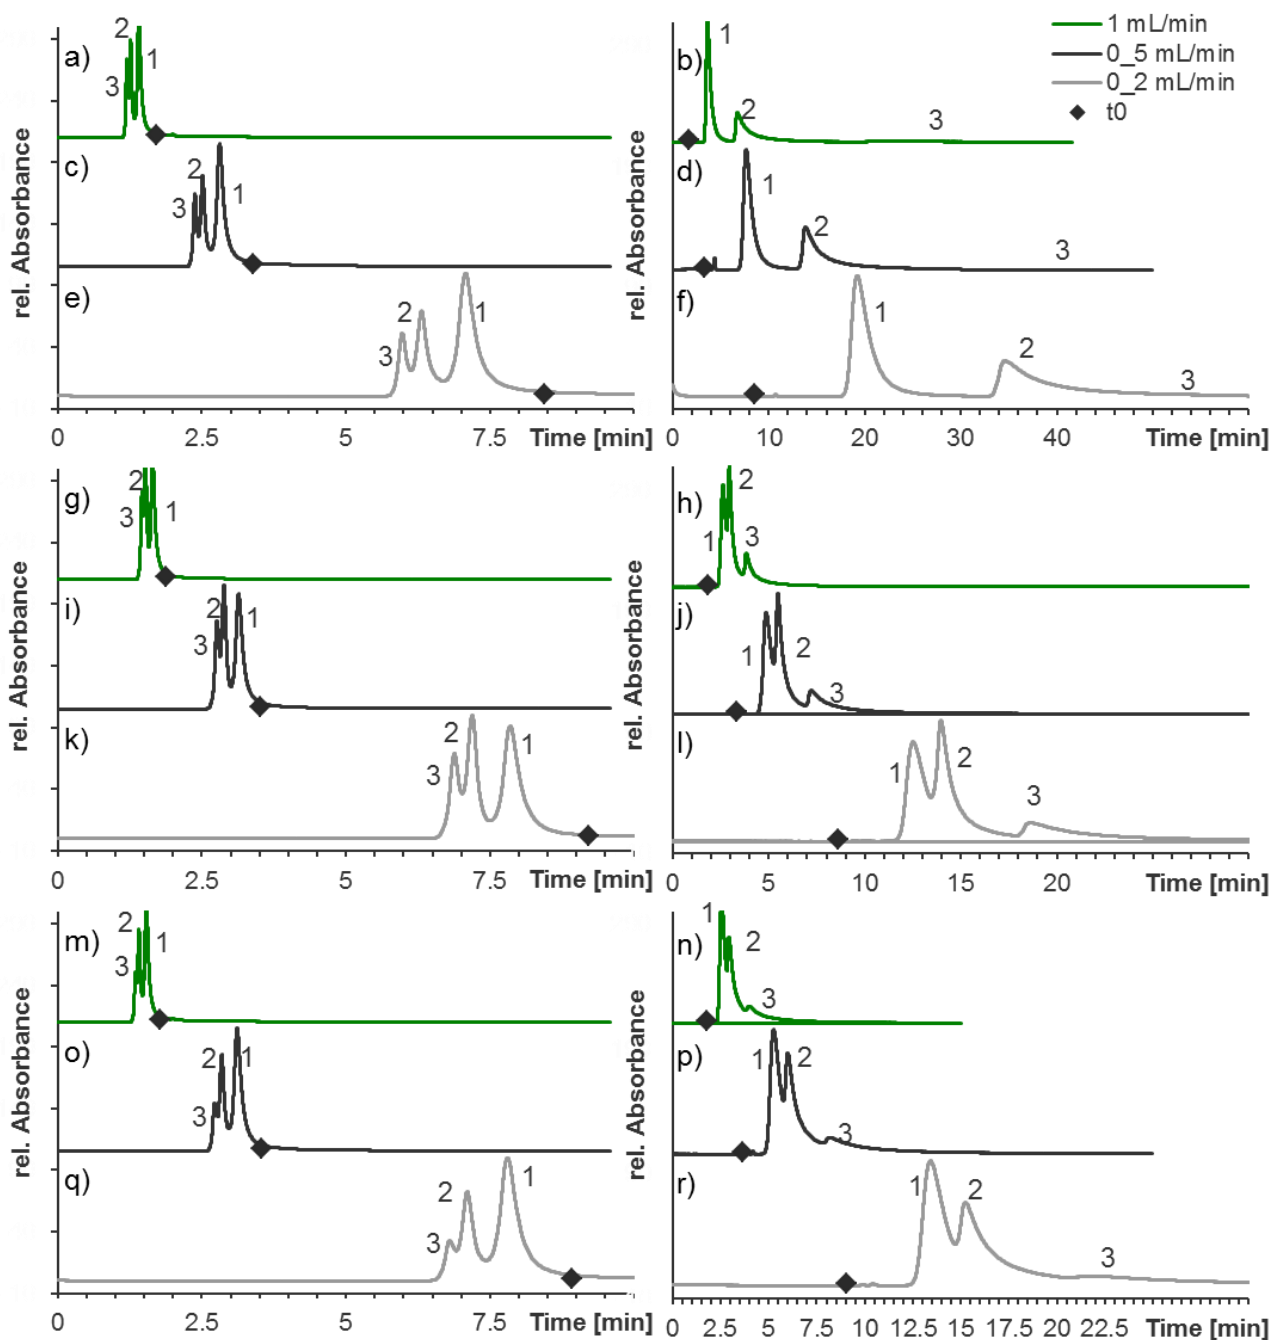 1 mL/min
0_5 mL/min
0_2 mL/min
t0
a)
2
1
3
b)
1
2
3
c)
2
1
3
d)
1
2
3
e)
2
1
3
f)
1
2
3
rel. Absorbance
rel. Absorbance
0 2.5 5 7.5 Time [min]
0 10 20 30 40 Time [min]
g)
2
3
1
h)
2
1
3
i)
2
1
3
j)
1
2
3
k)
2
1
3
l)
1
2
3
rel. Absorbance
rel. Absorbance
0 2.5 5 7.5 Time [min]
0 5 10 15 20 Time [min]
m)
2
1
3
n)
1
2
3
o)
2
1
3
p)
1
2
3
q)
2
1
3
r)
1
2
3
rel. Absorbance
rel. Absorbance
0 2.5 5 7.5 Time [min]
0 2.5 5 7.5 10 12.5 15 17.5 20 22.5 Time [min]